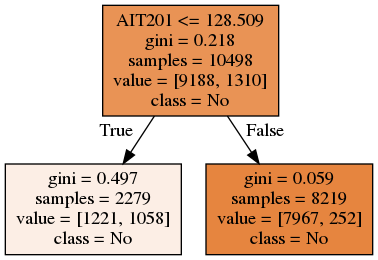 AIT201 <= 128.509
gini = 0.218
samples = 10498
value = [9188, 1310]
class = No
True
False
gini = 0.497
samples = 2279
value = [1221, 1058]
class = No
gini = 0.059
samples = 8219
value = [7967, 252]
class = No